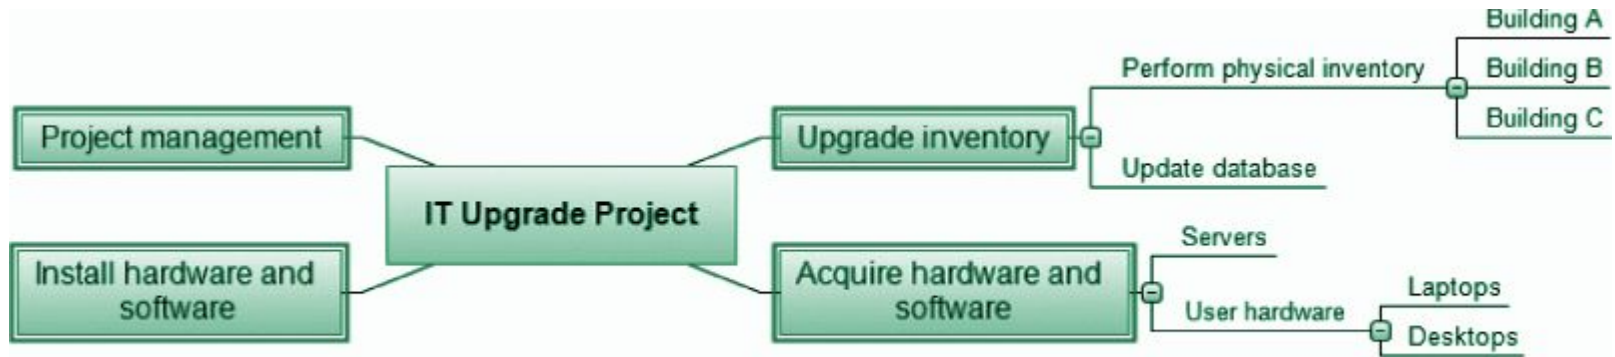 Building A
Perform physical inventory
Building B
Project management
Upgrade inventory
Building C
Update database
IT Upgrade Project
Servers
Install hardware and
software
Acquire hardware and
software
User hardware
Laptops
Desktops